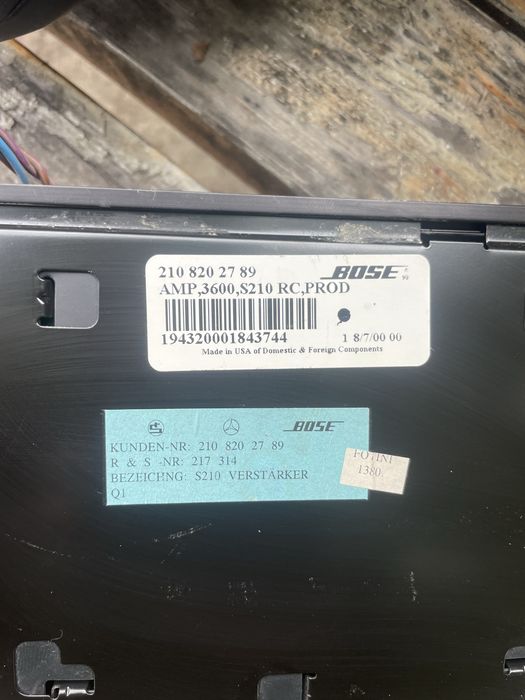 210 820 27 89
BOSE
AMP,3600,S210 RC,PROD
194320001843744
1 8/7/00 00
Made in USA of Domestic & Foreign Components
BOSE
KUNDEN-NR: 210 820 27 89
R & S -NR: 217 314
BEZEICHNG: S210 VERSTÄRKER
Q1
1380.